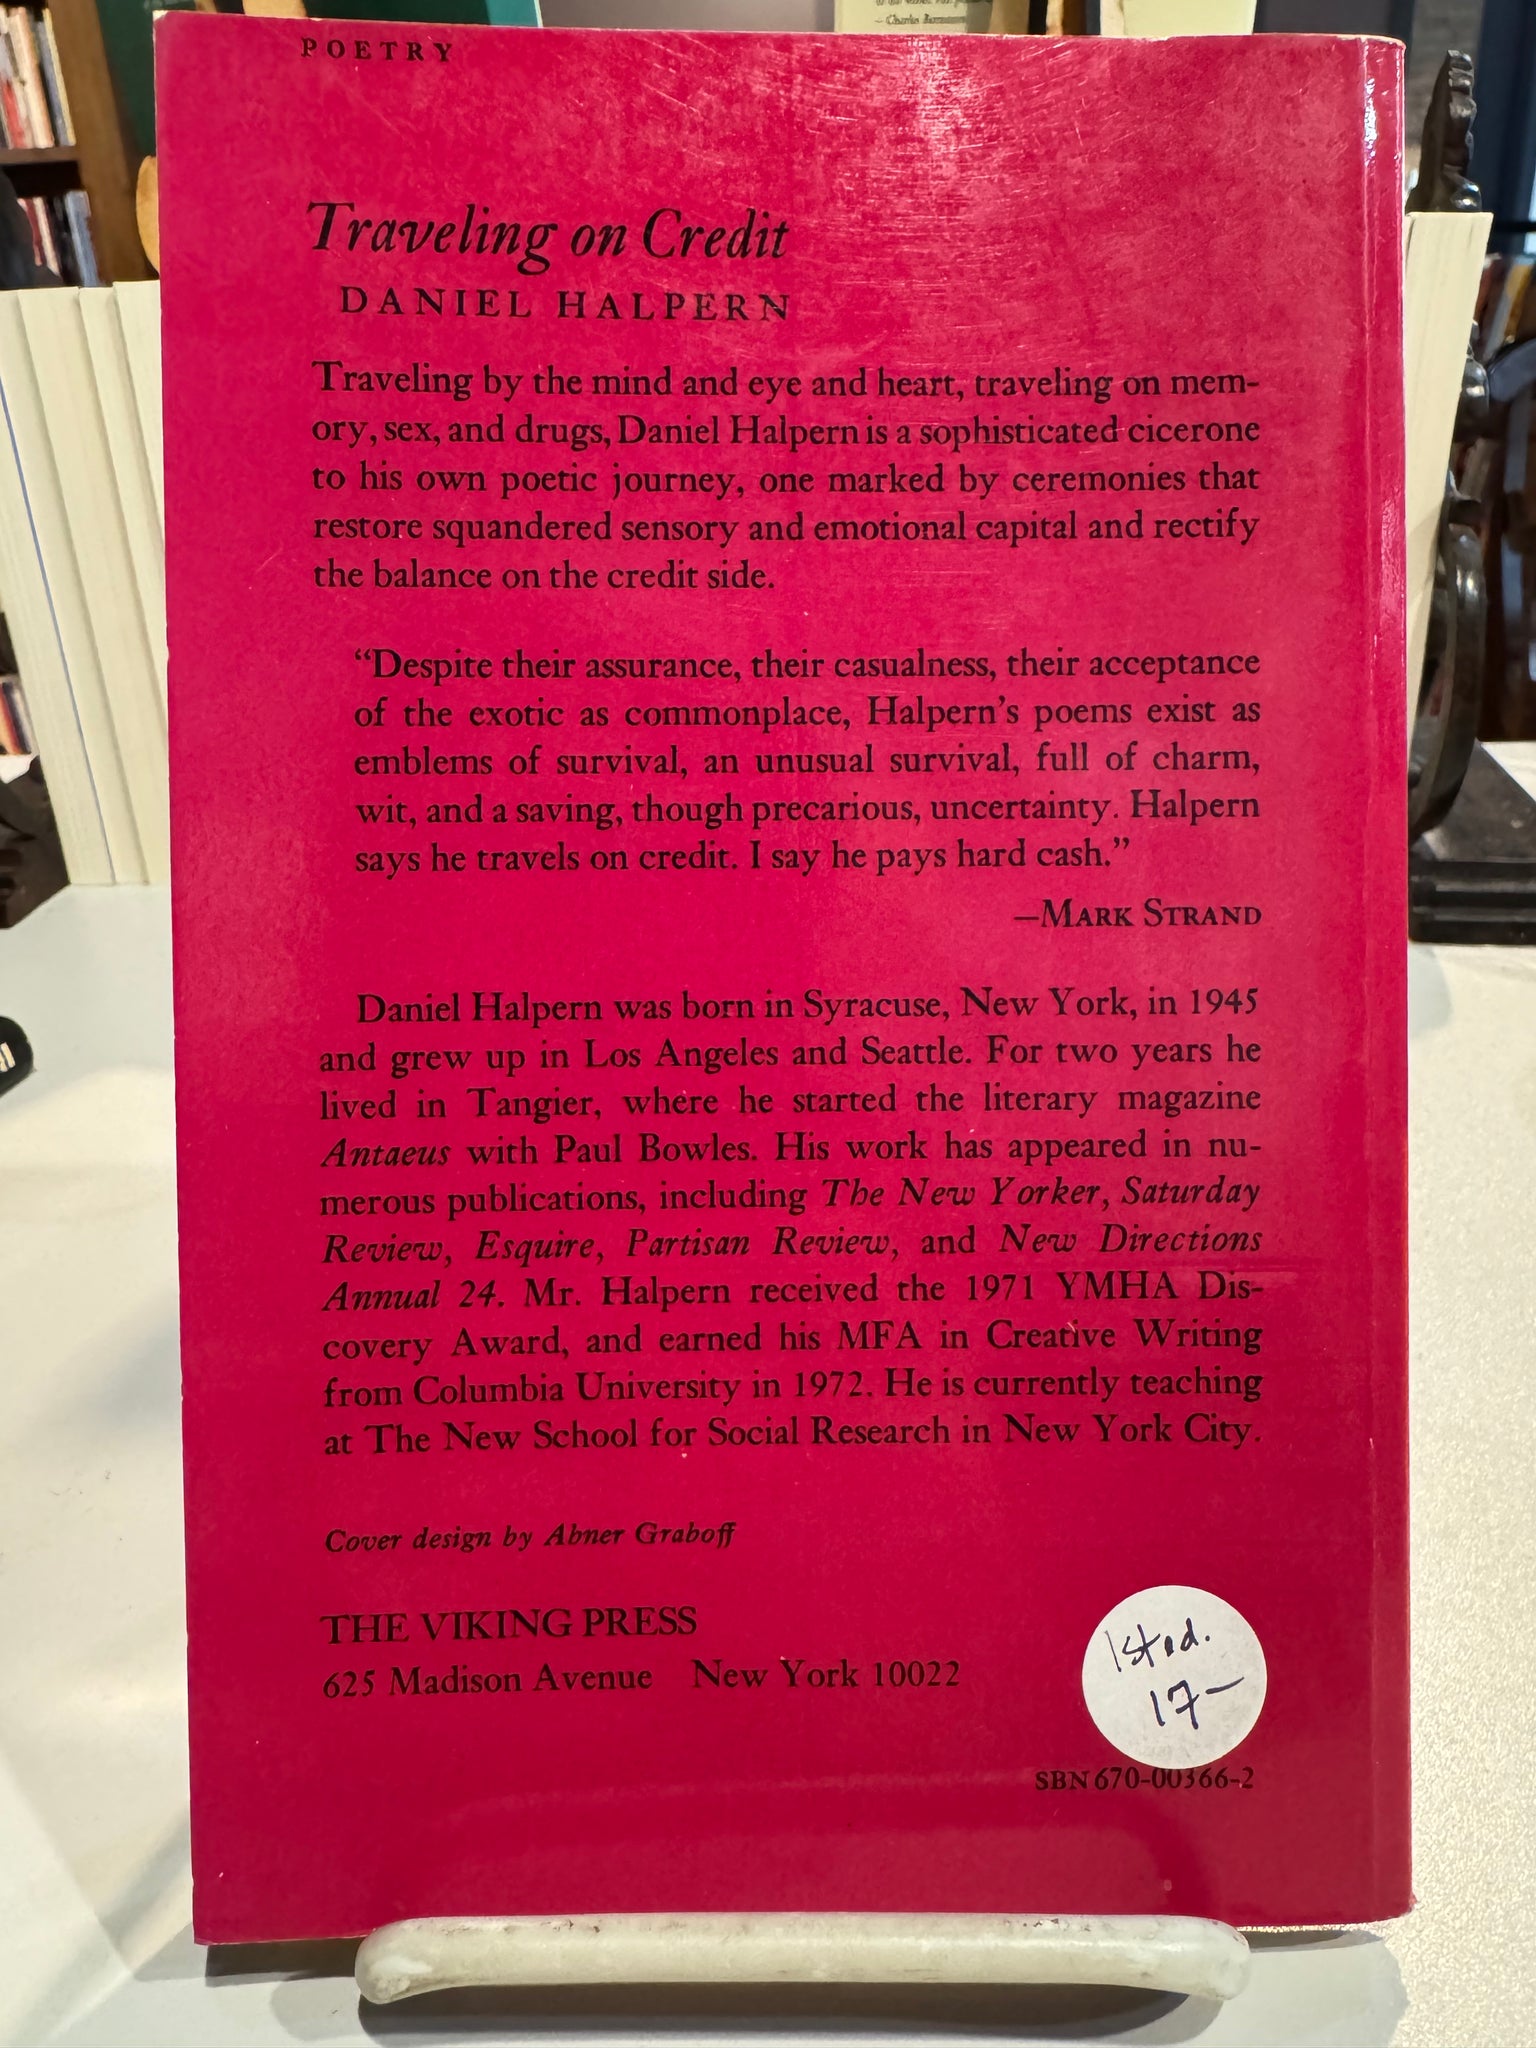 — Charles Bernstein
POETRY
Traveling on Credit
DANIEL HALPERN
Traveling by the mind and eye and heart, traveling on mem-
ory, sex, and drugs, Daniel Halpern is a sophisticated cicerone
to his own poetic journey, one marked by ceremonies that
restore squandered sensory and emotional capital and rectify
the balance on the credit side.
“Despite their assurance, their casualness, their acceptance
of the exotic as commonplace, Halpern’s poems exist as
emblems of survival, an unusual survival, full of charm,
wit, and a saving, though precarious, uncertainty. Halpern
says he travels on credit. I say he pays hard cash.”
—MARK STRAND
Daniel Halpern was born in Syracuse, New York, in 1945
and grew up in Los Angeles and Seattle. For two years he
lived in Tangier, where he started the literary magazine
Antaeus with Paul Bowles. His work has appeared in nu-
merous publications, including The New Yorker, Saturday
Review, Esquire, Partisan Review, and New Directions
Annual 24. Mr. Halpern received the 1971 YMHA Dis-
covery Award, and earned his MFA in Creative Writing
from Columbia University in 1972. He is currently teaching
at The New School for Social Research in New York City.
Cover design by Abner Graboff
THE VIKING PRESS
625 Madison Avenue New York 10022
1st ed.
17–
SBN 670-00366-2